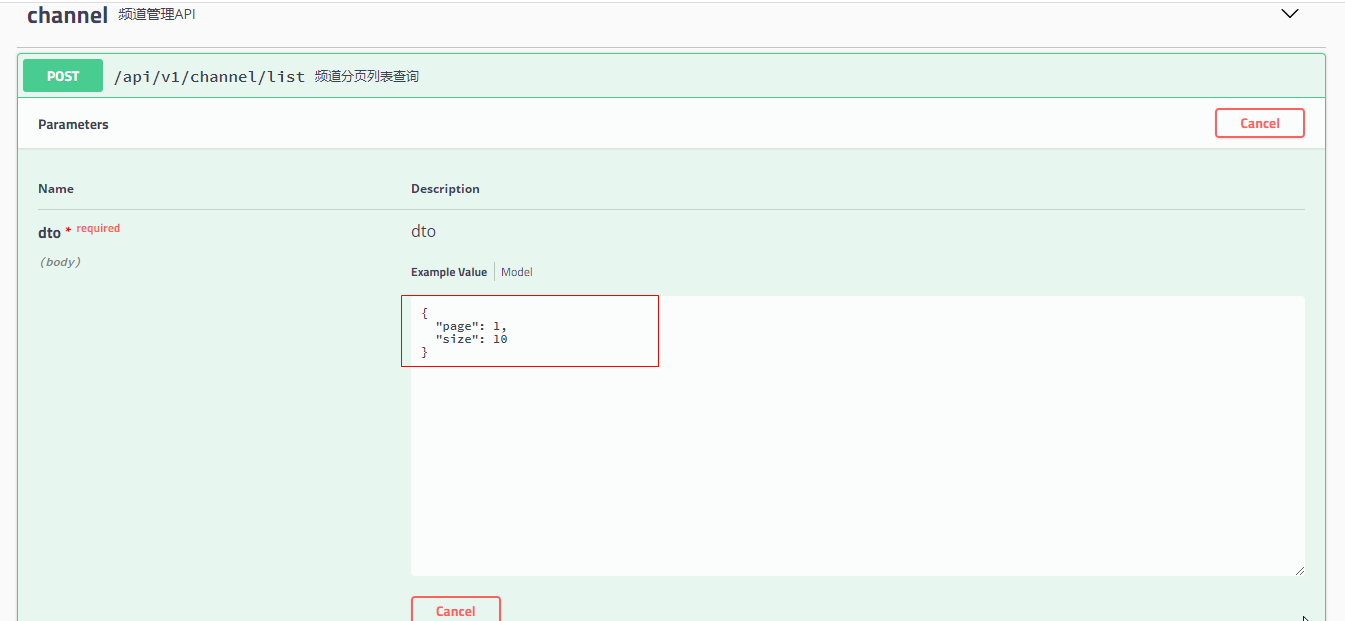 channel 频道管理API
POST /api/v1/channel/list 频道分页列表查询
Parameters Cancel
Name Description
dto * required dto
(body)
Example Value Model
{
"page": 1,
"size": 10
}
Cancel